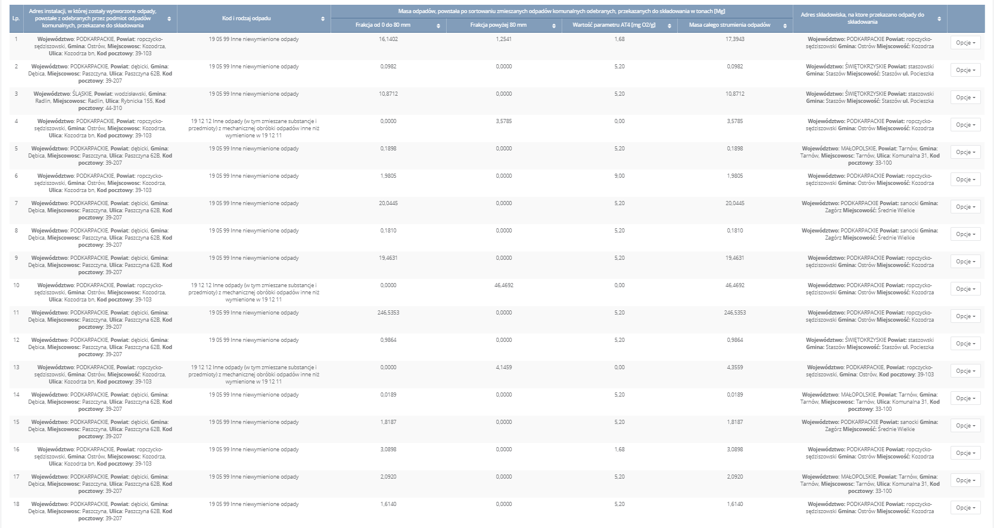 Lp.
Adres instalacji, w której zostały wytworzone odpady,
powstałe z odebranych przez podmiot odpadów
komunalnych, przekazane do składowania
Kod i rodzaj odpadu
Masa odpadów, powstała po sortowaniu zmieszanych odpadów komunalnych odebranych, przekazanych do składowania w tonach [Mg]
Frakcja od 0 do 80 mm
Frakcja powyżej 80 mm
Wartość parametru AT4 [mg O2/g]
Masa całego strumienia odpadów
Adres składowiska, na ktore przekazano odpady do
składowania
1
Województwo: PODKARPACKIE, Powiat: ropczycko-
sędziszowski, Gmina: Ostrów, Miejscowosc: Kozodrza,
Ulica: Kozodrza bn, Kod pocztowy: 39-103
19 05 99 Inne niewymienione odpady
16,1402
1,2541
1,68
17,3943
Województwo: PODKARPACKIE Powiat: ropczycko-
sędziszowski Gmina: Ostrów Miejscowość: Kozodrza
Opcje
2
Województwo: PODKARPACKIE, Powiat: dębicki, Gmina:
Dębica, Miejscowosc: Paszczyna, Ulica: Paszczyna 62B, Kod
pocztowy: 39-207
19 05 99 Inne niewymienione odpady
0,0982
0,0000
5,20
0,0982
Województwo: ŚWIĘTOKRZYSKIE Powiat: staszowski
Gmina: Staszów Miejscowość: Staszów ul. Pocieszka
Opcje
3
Województwo: ŚLĄSKIE, Powiat: wodzisławski, Gmina:
Radlin, Miejscowosc: Radlin, Ulica: Rybnicka 155, Kod
pocztowy: 44-310
19 05 99 Inne niewymienione odpady
10,8712
0,0000
5,20
10,8712
Województwo: ŚWIĘTOKRZYSKIE Powiat: staszowski
Gmina: Staszów Miejscowość: Staszów ul. Pocieszka
Opcje
4
Województwo: PODKARPACKIE, Powiat: ropczycko-
sędziszowski, Gmina: Ostrów, Miejscowosc: Kozodrza,
Ulica: Kozodrza bn, Kod pocztowy: 39-103
19 12 12 Inne odpady (w tym zmieszane substancje i
przedmioty) z mechanicznej obróbki odpadów inne niż
wymienione w 19 12 11
0,0000
3,5785
0,00
3,5785
Województwo: PODKARPACKIE Powiat: ropczycko-
sędziszowski Gmina: Ostrów Miejscowość: Kozodrza
Opcje
5
Województwo: PODKARPACKIE, Powiat: dębicki, Gmina:
Dębica, Miejscowosc: Paszczyna, Ulica: Paszczyna 62B, Kod
pocztowy: 39-207
19 05 99 Inne niewymienione odpady
0,1898
0,0000
5,20
0,1898
Województwo: MAŁOPOLSKIE, Powiat: Tarnów, Gmina:
Tarnów, Miejscowosc: Tarnów, Ulica: Komunalna 31, Kod
pocztowy: 33-100
Opcje
6
Województwo: PODKARPACKIE, Powiat: ropczycko-
sędziszowski, Gmina: Ostrów, Miejscowosc: Kozodrza,
Ulica: Kozodrza bn, Kod pocztowy: 39-103
19 05 99 Inne niewymienione odpady
1,9805
0,0000
9,00
1,9805
Województwo: PODKARPACKIE Powiat: ropczycko-
sędziszowski Gmina: Ostrów Miejscowość: Kozodrza
Opcje
7
Województwo: PODKARPACKIE, Powiat: dębicki, Gmina:
Dębica, Miejscowosc: Paszczyna, Ulica: Paszczyna 62B, Kod
pocztowy: 39-207
19 05 99 Inne niewymienione odpady
20,0445
0,0000
5,20
20,0445
Województwo: PODKARPACKIE Powiat: sanocki Gmina:
Zagórz Miejscowość: Średnie Wielkie
Opcje
8
Województwo: PODKARPACKIE, Powiat: dębicki, Gmina:
Dębica, Miejscowosc: Paszczyna, Ulica: Paszczyna 62B, Kod
pocztowy: 39-207
19 05 99 Inne niewymienione odpady
0,1810
0,0000
5,20
0,1810
Województwo: PODKARPACKIE Powiat: sanocki Gmina:
Zagórz Miejscowość: Średnie Wielkie
Opcje
9
Województwo: PODKARPACKIE, Powiat: dębicki, Gmina:
Dębica, Miejscowosc: Paszczyna, Ulica: Paszczyna 62B, Kod
pocztowy: 39-207
19 05 99 Inne niewymienione odpady
19,4631
0,0000
5,20
19,4631
Województwo: PODKARPACKIE Powiat: ropczycko-
sędziszowski Gmina: Ostrów Miejscowość: Kozodrza
Opcje
10
Województwo: PODKARPACKIE, Powiat: ropczycko-
sędziszowski, Gmina: Ostrów, Miejscowosc: Kozodrza,
Ulica: Kozodrza bn, Kod pocztowy: 39-103
19 12 12 Inne odpady (w tym zmieszane substancje i
przedmioty) z mechanicznej obróbki odpadów inne niż
wymienione w 19 12 11
0,0000
46,4692
0,00
46,4692
Województwo: PODKARPACKIE Powiat: ropczycko-
sędziszowski Gmina: Ostrów Miejscowość: Kozodrza
Opcje
11
Województwo: PODKARPACKIE, Powiat: dębicki, Gmina:
Dębica, Miejscowosc: Paszczyna, Ulica: Paszczyna 62B, Kod
pocztowy: 39-207
19 05 99 Inne niewymienione odpady
246,5353
0,0000
5,20
246,5353
Województwo: PODKARPACKIE Powiat: ropczycko-
sędziszowski Gmina: Ostrów Miejscowość: Kozodrza
Opcje
12
Województwo: PODKARPACKIE, Powiat: dębicki, Gmina:
Dębica, Miejscowosc: Paszczyna, Ulica: Paszczyna 62B, Kod
pocztowy: 39-207
19 05 99 Inne niewymienione odpady
0,9864
0,0000
5,20
0,9864
Województwo: ŚWIĘTOKRZYSKIE Powiat: staszowski
Gmina: Staszów Miejscowość: Staszów ul. Pocieszka
Opcje
13
Województwo: PODKARPACKIE, Powiat: ropczycko-
sędziszowski, Gmina: Ostrów, Miejscowość: Kozodrza,
Ulica: Kozodrza bn, Kod pocztowy: 39-103
19 12 12 Inne odpady (w tym zmieszane substancje i
przedmioty) z mechanicznej obróbki odpadów inne niż
wymienione w 19 12 11
0,0000
4,1459
0,00
4,3559
Województwo: PODKARPACKIE, Powiat: ropczycko-
sędziszowski, Gmina: Ostrów, Kod pocztowy: 39-103
Opcje
14
Województwo: PODKARPACKIE, Powiat: dębicki, Gmina:
Dębica, Miejscowosc: Paszczyna, Ulica: Paszczyna 62B, Kod
pocztowy: 39-207
19 05 99 Inne niewymienione odpady
0,0189
0,0000
5,20
0,0189
Województwo: MAŁOPOLSKIE, Powiat: Tarnów, Gmina:
Tarnów, Miejscowosc: Tarnów, Ulica: Komunalna 31, Kod
pocztowy: 33-100
Opcje
15
Województwo: PODKARPACKIE, Powiat: dębicki, Gmina:
Dębica, Miejscowosc: Paszczyna, Ulica: Paszczyna 62B, Kod
pocztowy: 39-207
19 05 99 Inne niewymienione odpady
1,8187
0,0000
5,20
1,8187
Województwo: PODKARPACKIE Powiat: sanocki Gmina:
Zagórz Miejscowość: Średnie Wielkie
Opcje
16
Województwo: PODKARPACKIE, Powiat: ropczycko-
sędziszowski, Gmina: Ostrów, Miejscowosc: Kozodrza,
Ulica: Kozodrza bn, Kod pocztowy: 39-103
19 05 99 Inne niewymienione odpady
3,0898
0,0000
1,68
3,0898
Województwo: PODKARPACKIE Powiat: ropczycko-
sędziszowski Gmina: Ostrów Miejscowość: Kozodrza
Opcje
17
Województwo: PODKARPACKIE, Powiat: dębicki, Gmina:
Dębica, Miejscowosc: Paszczyna, Ulica: Paszczyna 62B, Kod
pocztowy: 39-207
19 05 99 Inne niewymienione odpady
2,0920
0,0000
5,20
2,0920
Województwo: MAŁOPOLSKIE, Powiat: Tarnów, Gmina:
Tarnów, Miejscowosc: Tarnów, Ulica: Komunalna 31, Kod
pocztowy: 33-100
Opcje
18
Województwo: PODKARPACKIE, Powiat: dębicki, Gmina:
Dębica, Miejscowosc: Paszczyna, Ulica: Paszczyna 62B, Kod
pocztowy: 39-207
19 05 99 Inne niewymienione odpady
1,6140
0,0000
5,20
1,6140
Województwo: PODKARPACKIE Powiat: ropczycko-
sędziszowski Gmina: Ostrów Miejscowość: Kozodrza
Opcje